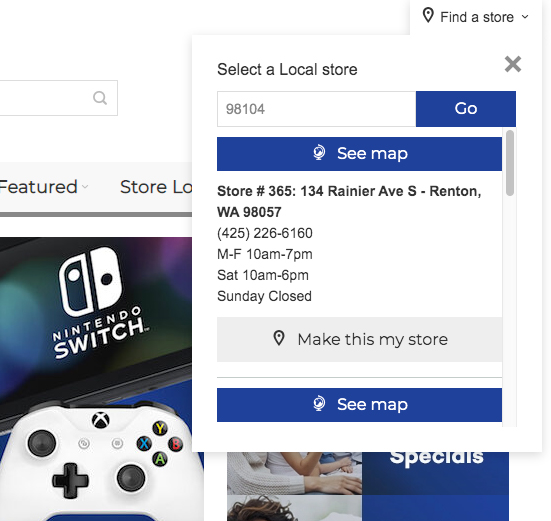 Find a store
Select a Local store
98104
Go
See map
Featured
Store Lo
Store # 365: 134 Rainier Ave S - Renton,
WA 98057
(425) 226-6160
M-F 10am-7pm
Sat 10am-6pm
Sunday Closed
Make this my store
See map
NINTENDO
SWITCH
Y
X
B
A
Specials